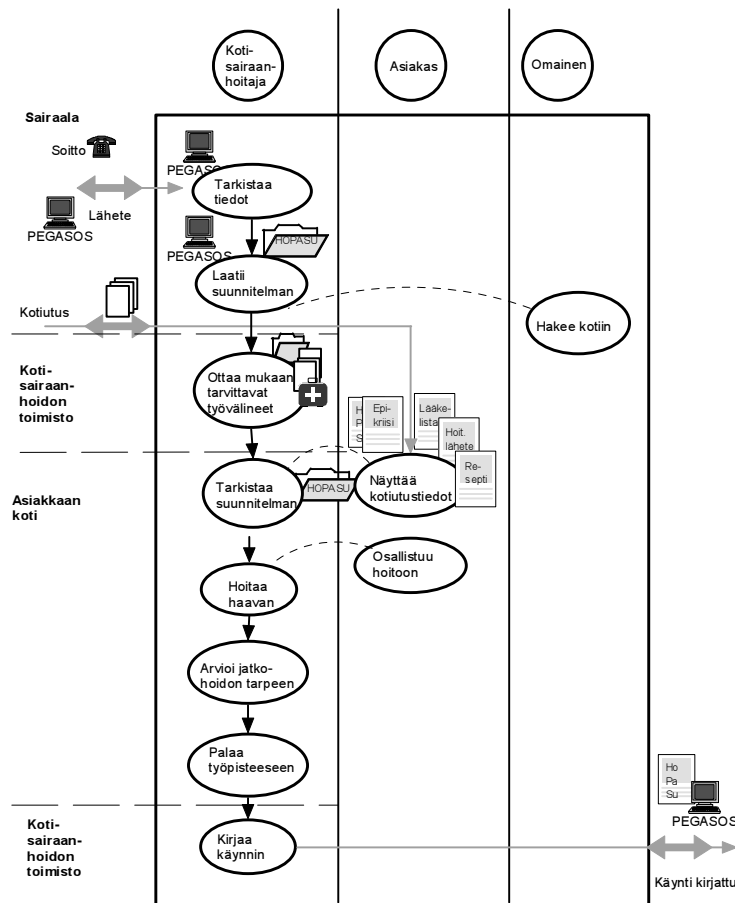 Koti-
sairaan-
hoitaja
Asiakas
Omainen
Sairaala
Soitto
PEGASOS
Tarkistaa
tiedot
Lähete
PEGASOS
PEGASOS
HOPASU
Laatii
suunnitelman
Kotiutus
Hakee kotiin
Koti-
sairaan-
hoidon
toimisto
Ottaa mukaan
tarvittavat
työvälineet
H
P
S
Epi-
kriisi
Lääke-
lista
Hoit.
lähete
Re-
septi
Asiakkaan
koti
Tarkistaa
suunnitelman
HOPASU
Näyttää
kotiutustiedot
Osallistuu
hoitoon
Hoitaa
haavan
Arvioi jatko-
hoidon tarpeen
Palaa
työpisteeseen
Ho
Pa
Su
PEGASOS
Koti-
sairaan-
hoidon
toimisto
Kirjaa
käynnin
Käynti kirjattu